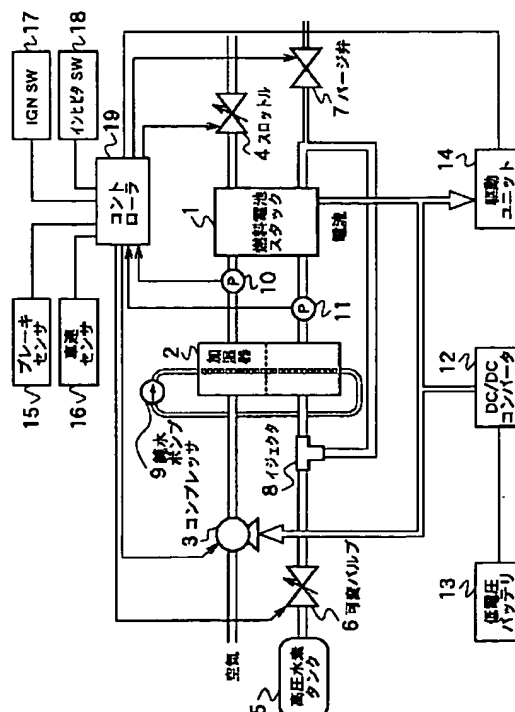 17
IGN SW
18
インヒビタ SW
19
コント
ローラ
15
ブレーキ
センサ
16
車速
センサ
4 スロットル
7 パージ弁
1
燃料電池
スタック
電流
14
駆動
ユニット
P
10
P
11
2
加湿器
9 純水
ポンプ
3 コンプレッサ
8 イジェクタ
12
DC/DC
コンバータ
空気
6 可変バルブ
5
高圧水素
タンク
13
低電圧
バッテリ